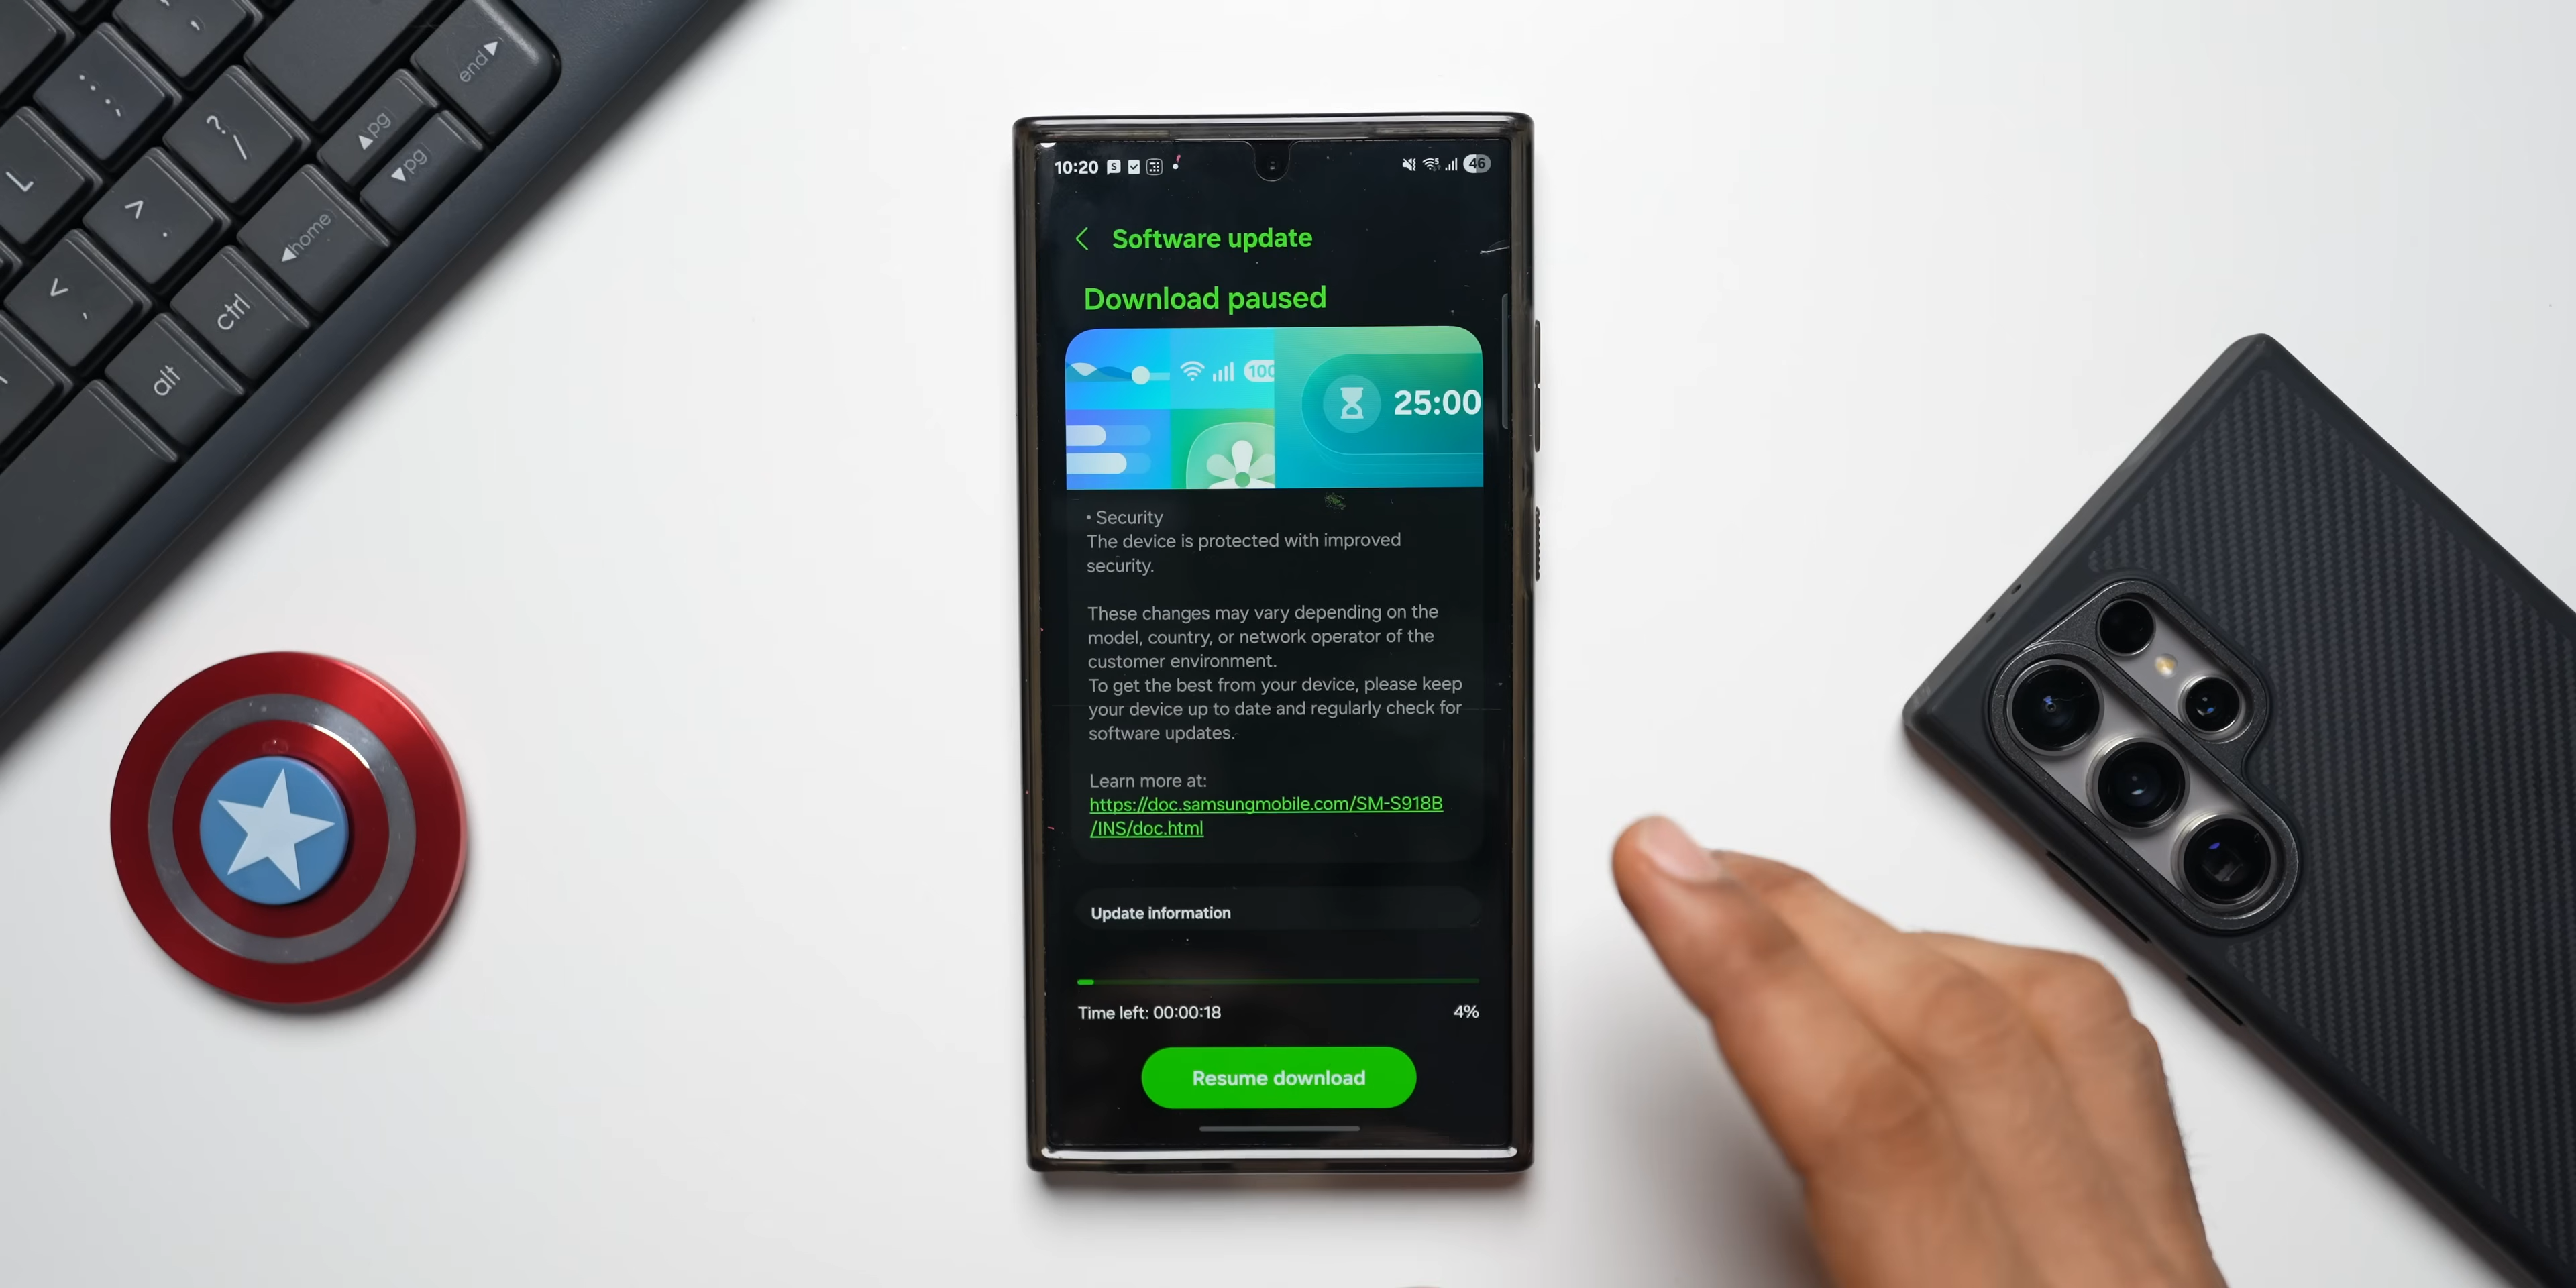 end
pg
pg
home
ctrl
alt
L
?
/
>
.
<
,
10:20
46
Software update
Download paused
100
25:00
• Security
The device is protected with improved
security.
These changes may vary depending on the
model, country, or network operator of the
customer environment.
To get the best from your device, please keep
your device up to date and regularly check for
software updates.
Learn more at:
https://doc.samsungmobile.com/SM-S918B
/INS/doc.html
Update information
Time left: 00:00:18
4%
Resume download